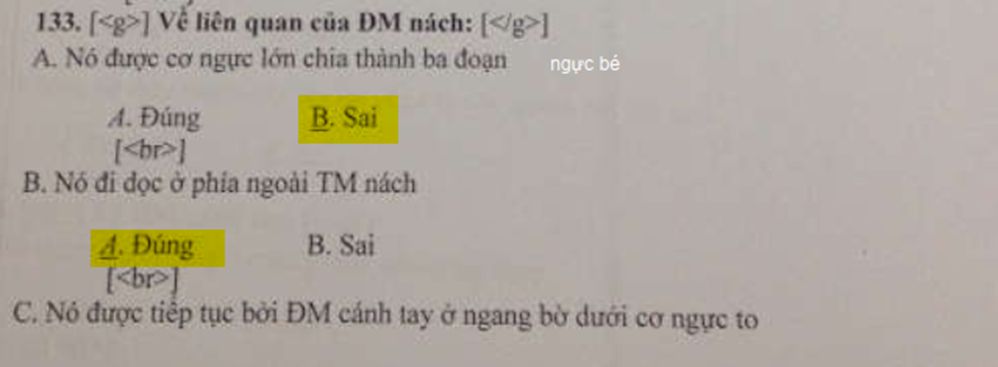 133. [<g>] Về liên quan của ĐM nách: [</g>]
A. Nó được cơ ngực lớn chia thành ba đoạn ngực bé
A. Đúng B. Sai
[<br>]
B. Nó đi dọc ở phía ngoài TM nách
A. Đúng B. Sai
[<br>]
C. Nó được tiếp tục bởi ĐM cánh tay ở ngang bờ dưới cơ ngực to